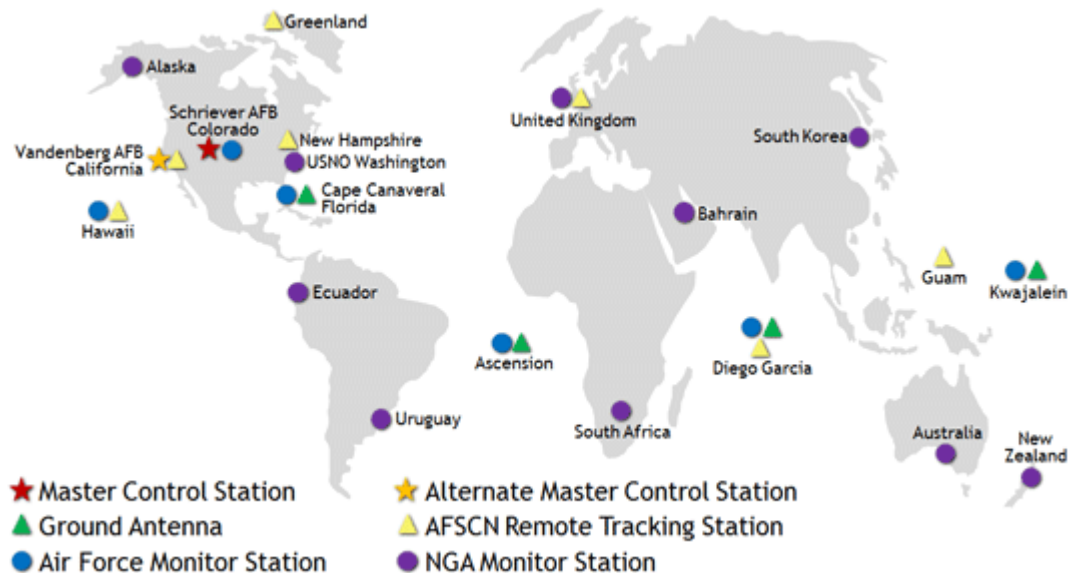 Greenland
Alaska
Schriever AFB
Colorado
New Hampshire
USNO Washington
Vandenberg AFB
California
Cape Canaveral
Florida
Hawaii
United Kingdom
South Korea
Bahrain
Guam
Kwajalein
Ecuador
Ascension
Diego Garcia
Uruguay
South Africa
Australia
New
Zealand
Master Control Station
Alternate Master Control Station
Ground Antenna
AFSCN Remote Tracking Station
Air Force Monitor Station
NGA Monitor Station